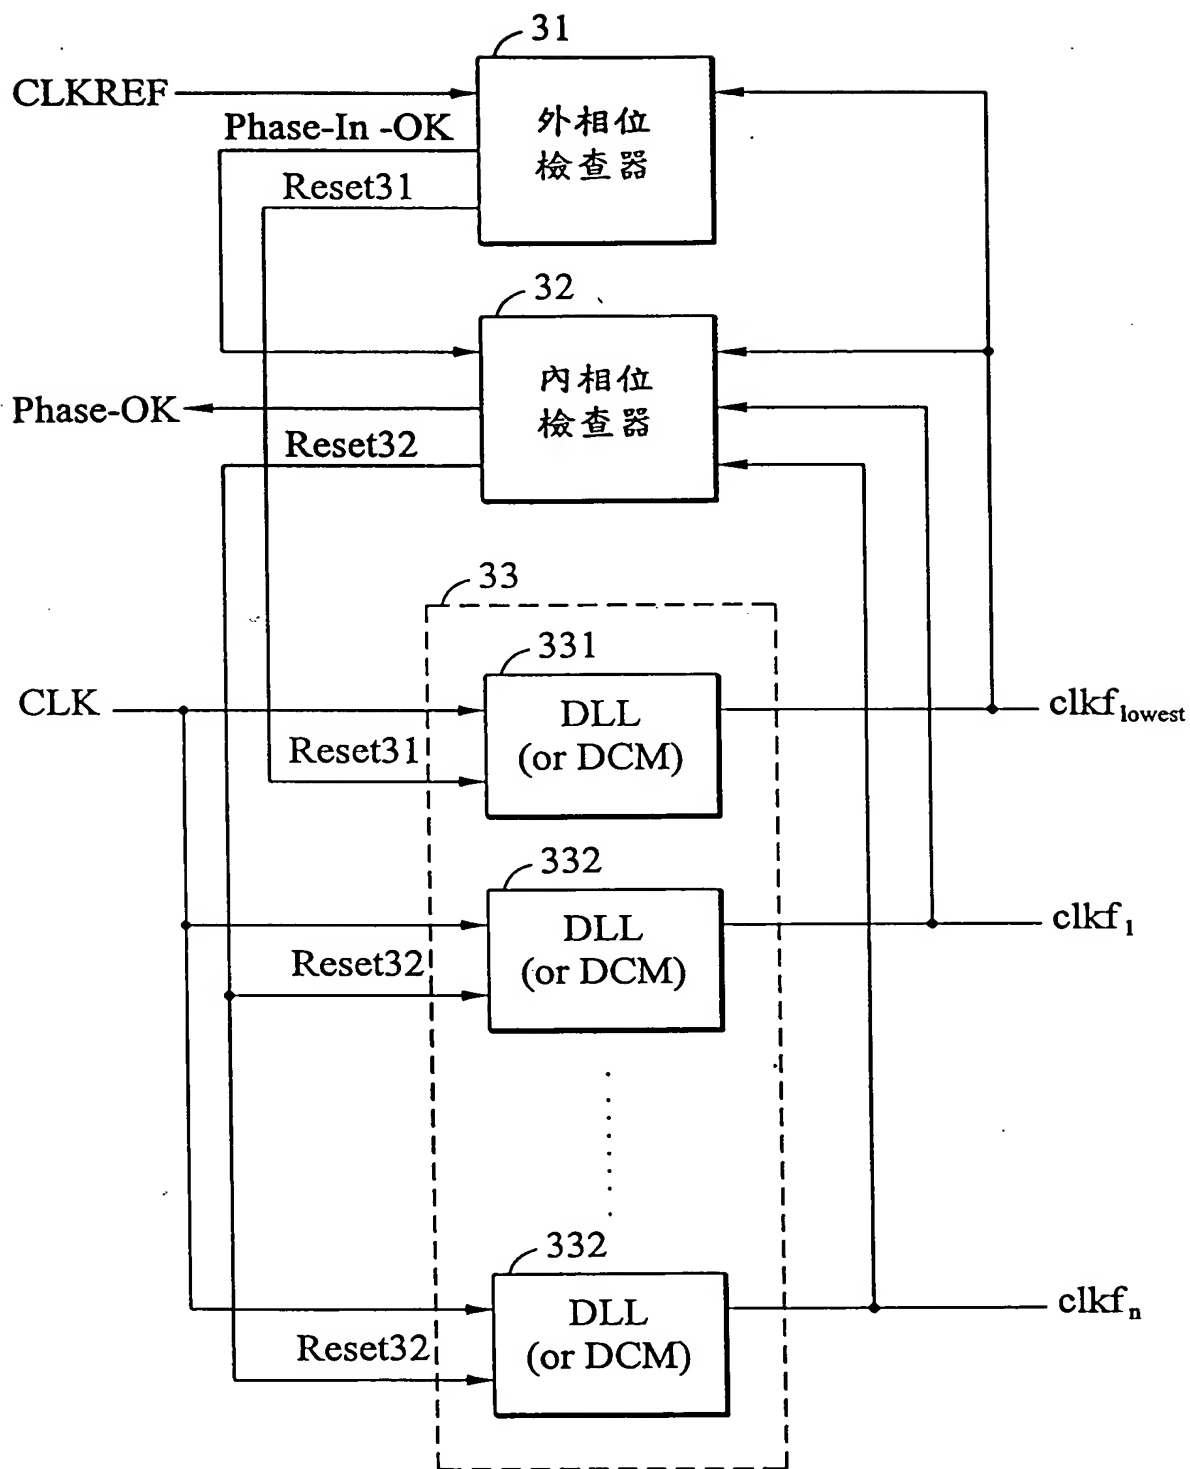 31
CLKREF
外相位
檢查器
Phase-In -OK
Reset31
32
內相位
檢查器
Phase-OK
Reset32
33
331
CLK
DLL
(or DCM)
clkf lowest
Reset31
332
DLL
(or DCM)
clkf 1
Reset32
332
DLL
(or DCM)
clkf n
Reset32